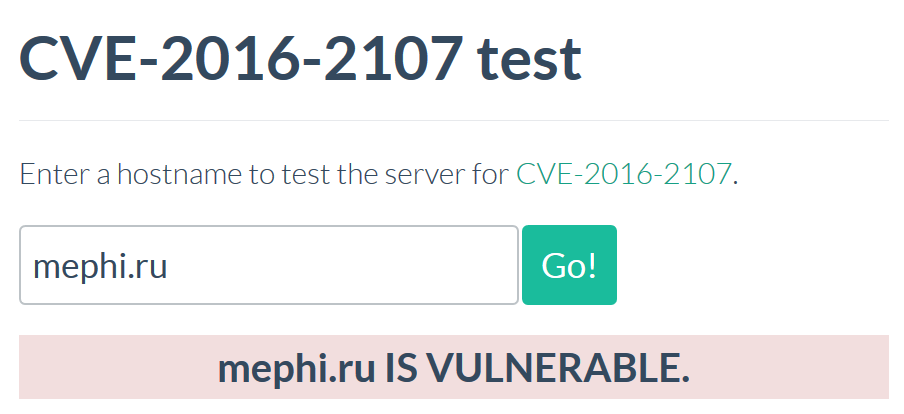 CVE-2016-2107 test
Enter a hostname to test the server for CVE-2016-2107.
mephi.ru
Go!
mephi.ru IS VULNERABLE.